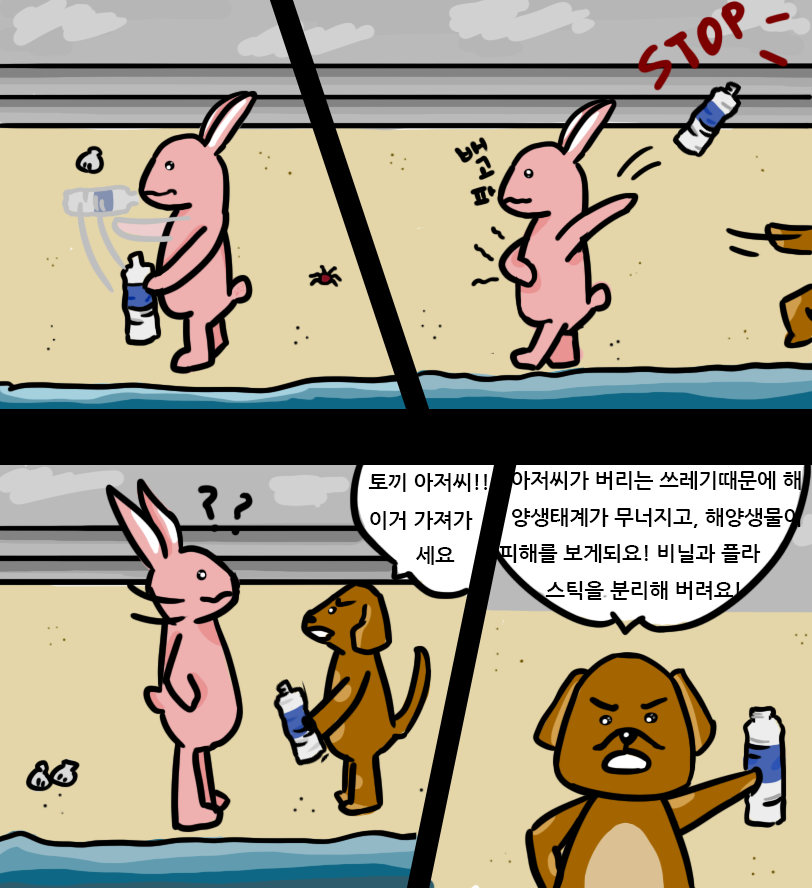 STOP
배
고
파
??
토끼 아저씨!!
이거 가져가
세요
아저씨가 버리는 쓰레기때문에 해
양생태계가 무너지고, 해양생물이
피해를 보게되요! 비닐과 플라
스틱을 분리해 버려요!